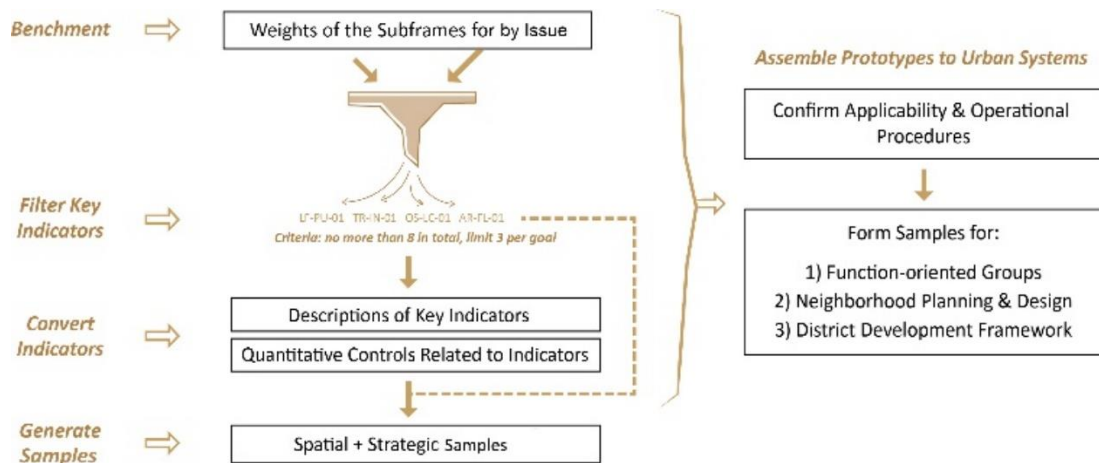 Benchment
Weights of the Subframes for by Issue
Filter Key
Indicators
LF-PU-01 TR-IN-01 OS-LC-01 AR-FL-01
Criteria: no more than 8 in total, limit 3 per goal
Convert
Indicators
Descriptions of Key Indicators
Quantitative Controls Related to Indicators
Generate
Samples
Spatial + Strategic Samples
Assemble Prototypes to Urban Systems
Confirm Applicability & Operational
Procedures
Form Samples for:
1) Function-oriented Groups
2) Neighborhood Planning & Design
3) District Development Framework